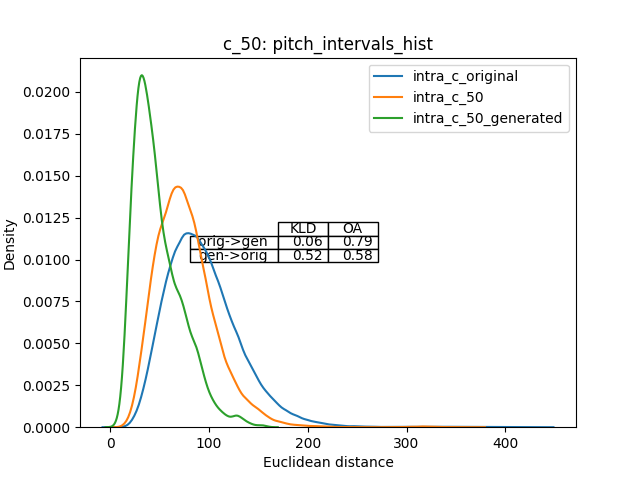 c_50: pitch_intervals_hist
intra_c_original
intra_c_50
intra_c_50_generated
KLD OA
orig->gen 0.06 0.79
gen->orig 0.52 0.58
Density
0.0200
0.0175
0.0150
0.0125
0.0100
0.0075
0.0050
0.0025
0.0000
0 100 200 300 400
Euclidean distance